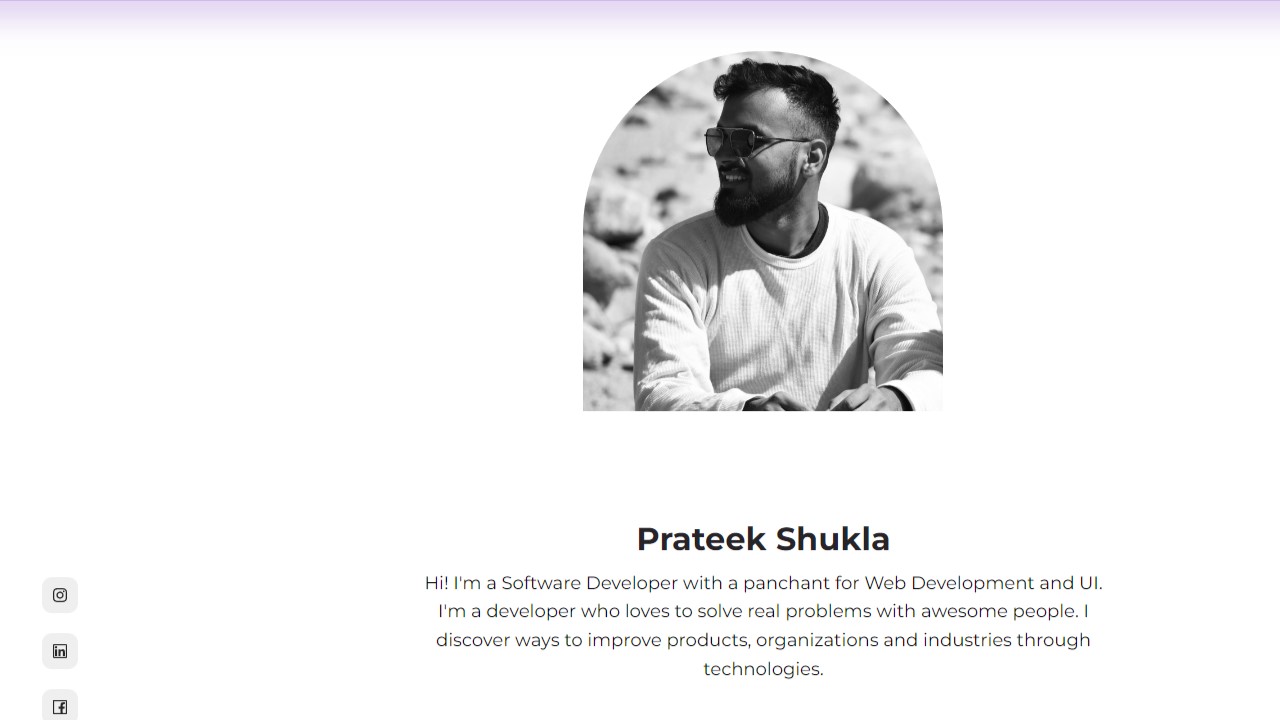 Prateek Shukla
Hi! I'm a Software Developer with a panchant for Web Development and UI.
I'm a developer who loves to solve real problems with awesome people. I
discover ways to improve products, organizations and industries through
technologies.